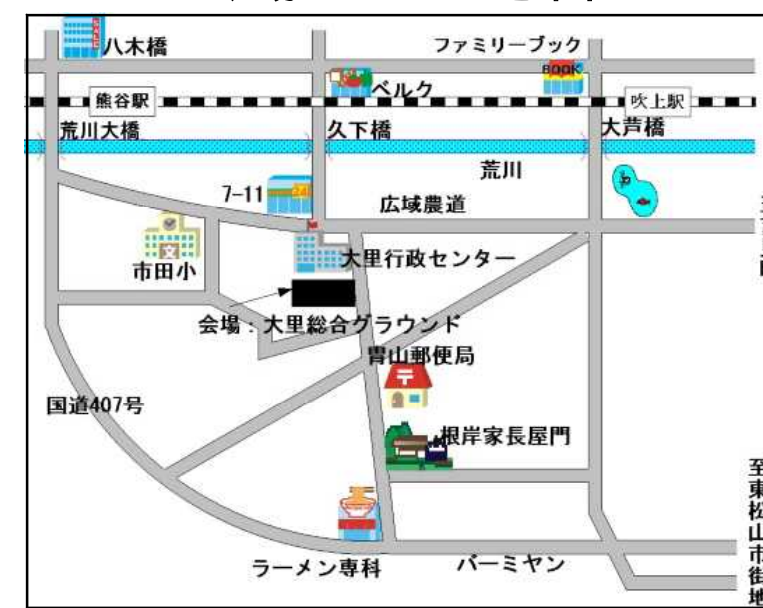 八木橋
SALE
ファミリーブック
BOOK
ベルク
熊谷駅
吹上駅
荒川大橋
久下橋
大芦橋
荒川
7-11
24
広域農道
文
市田小
大里行政センター
会場:大里総合グラウンド
冑山郵便局
〒
国道407号
根岸家長屋門
至東松山市街地
ラーメン専科
バーミヤン